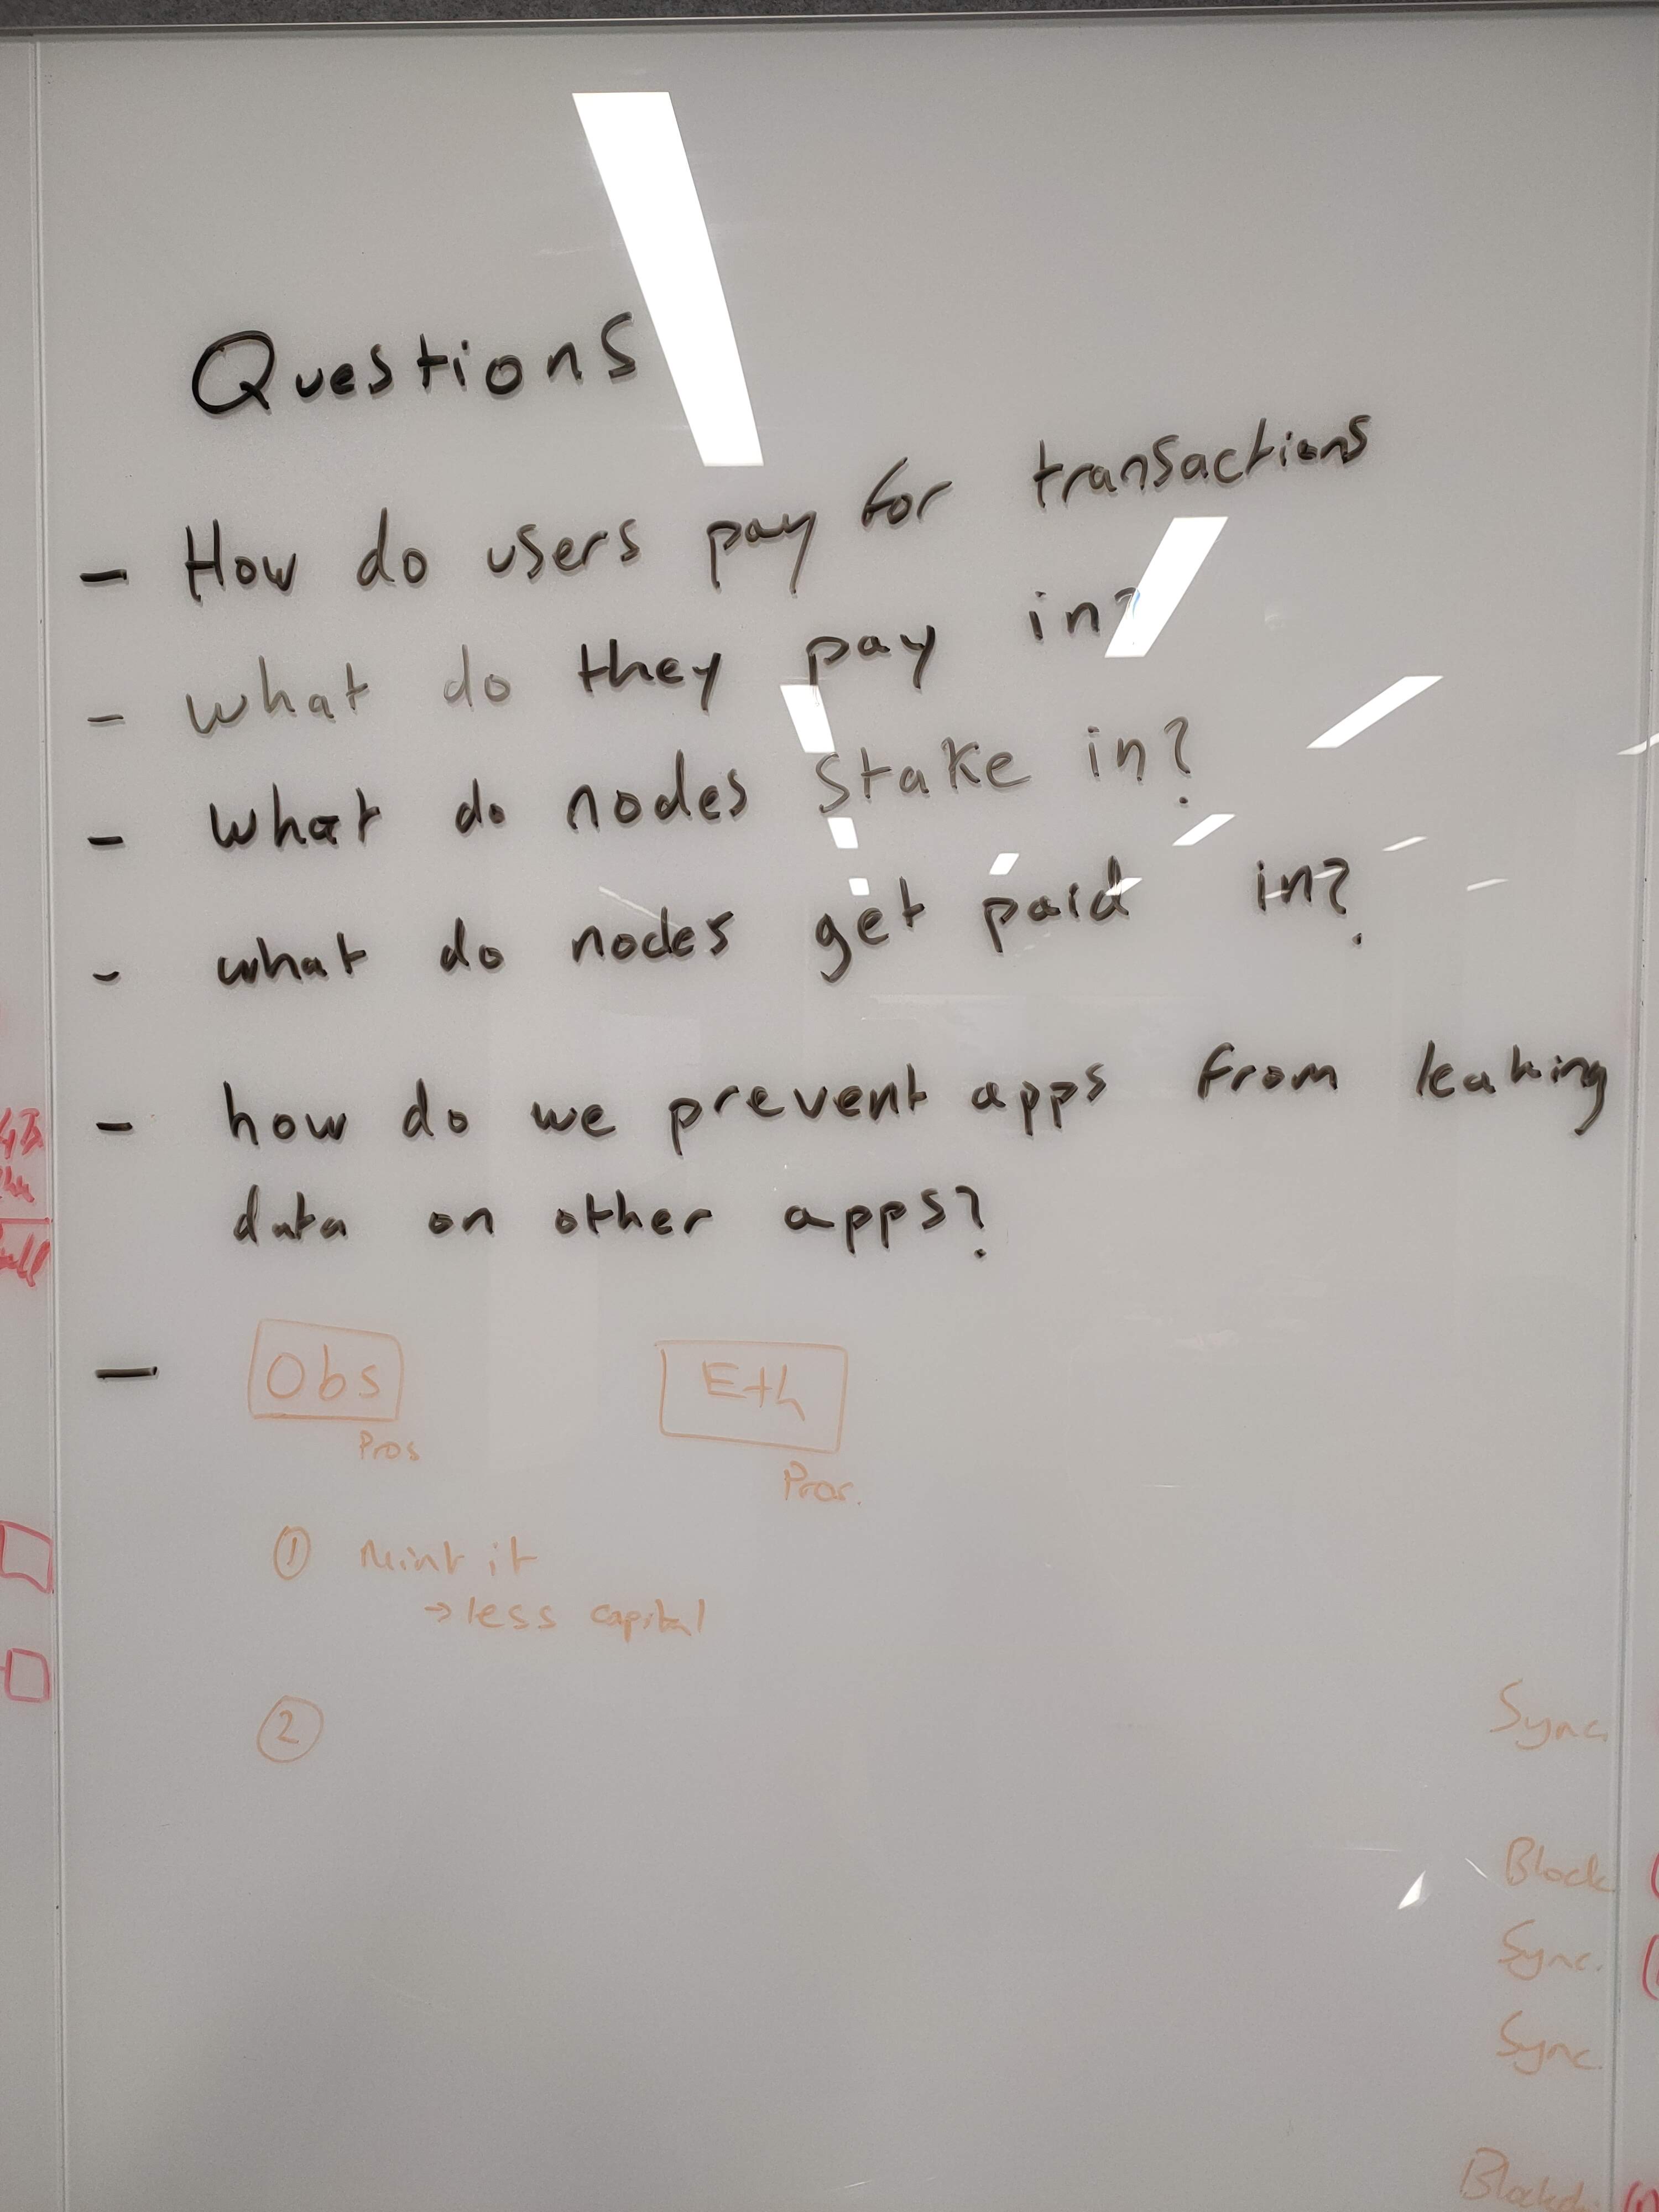 Questions
- How do users pay for transactions
- what do they pay in?
- what do nodes stake in?
- what do nodes get paid in?
- how do we prevent apps from leaking
data on other apps?
-
Obs Eth
Pros Pros.
① Mint it
→ less capital
②
Sync
Block
Sync
Sync